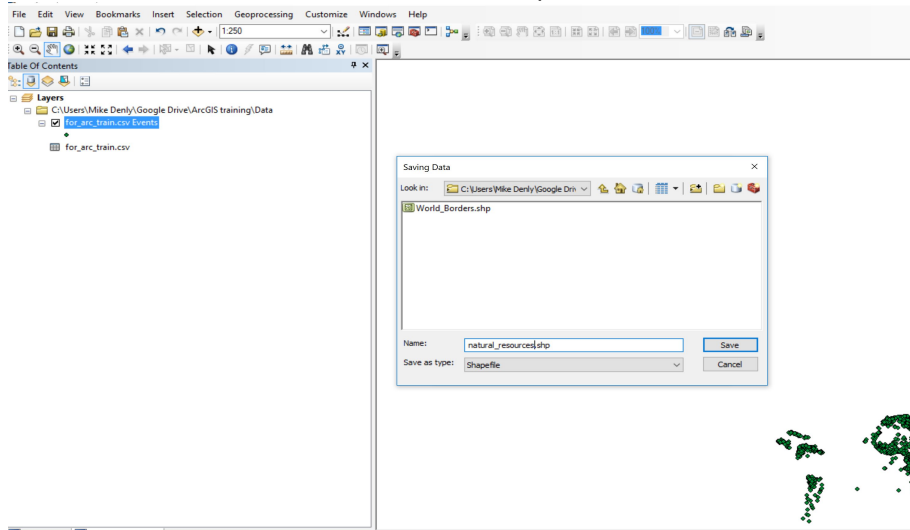 File Edit View Bookmarks Insert Selection Geoprocessing Customize Windows Help
1:250
100%
Table Of Contents
Layers
C:\Users\Mike Denly\Google Drive\ArcGIS training\Data
for_arc_train.csv Events
for_arc_train.csv
Saving Data
Look in: C:\Users\Mike Denly\Google Driv
World_Borders.shp
Name: natural_resources.shp Save
Save as type: Shapefile Cancel